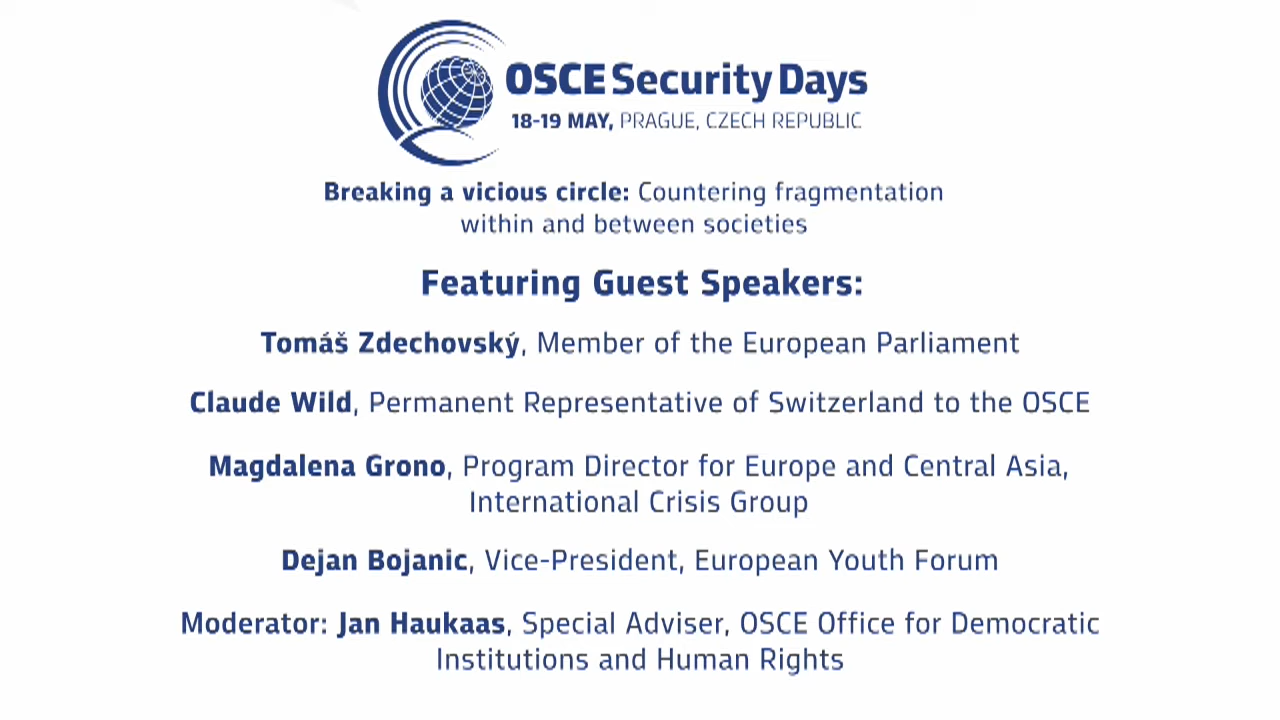 OSCE Security Days
18-19 MAY, PRAGUE, CZECH REPUBLIC
Breaking a vicious circle: Countering fragmentation
within and between societies
Featuring Guest Speakers:
Tomáš Zdechovský, Member of the European Parliament
Claude Wild, Permanent Representative of Switzerland to the OSCE
Magdalena Grono, Program Director for Europe and Central Asia,
International Crisis Group
Dejan Bojanic, Vice-President, European Youth Forum
Moderator: Jan Haukaas, Special Adviser, OSCE Office for Democratic
Institutions and Human Rights